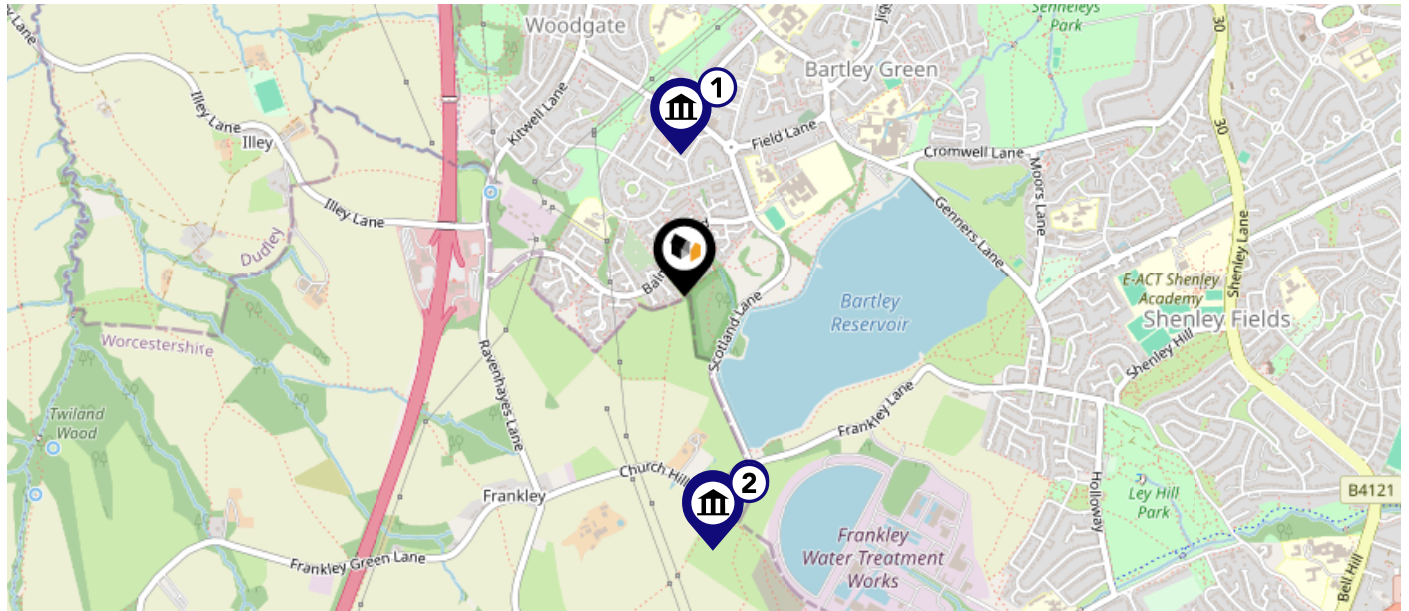 Woodgate
Senneleys
Park
30
Bartley Green
1
Illey Lane
Illey
Kitwell Lane
Field Lane
30
Cromwell Lane
Moors Lane
Illey Lane
Dudley
Genners Lane
Shenley Lane
E-ACT Shenley
Academy
Bartley
Reservoir
Shenley Fields
Worcestershire
Scotland Lane
Shenley Hill
Ravenhayes Lane
Twiland
Wood
Frankley Lane
Church Hill
2
Frankley
Holloway
Ley Hill
Park
B4121
Frankley
Water Treatment
Works
Frankley Green Lane
Bell Hill